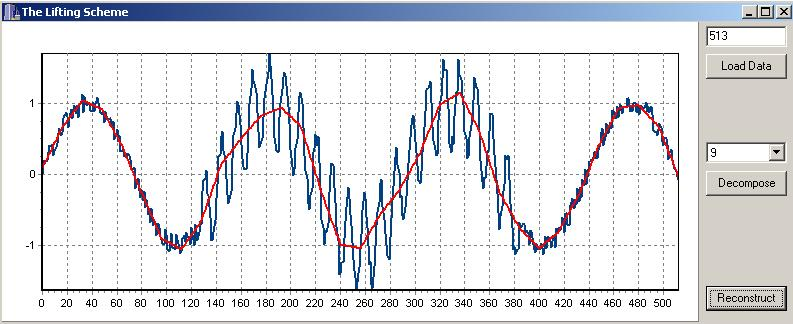 The Lifting Scheme
513
Load Data
9
Decompose
Reconstruct
1
0
-1
0 20 40 60 80 100 120 140 160 180 200 220 240 260 280 300 320 340 360 380 400 420 440 460 480 500